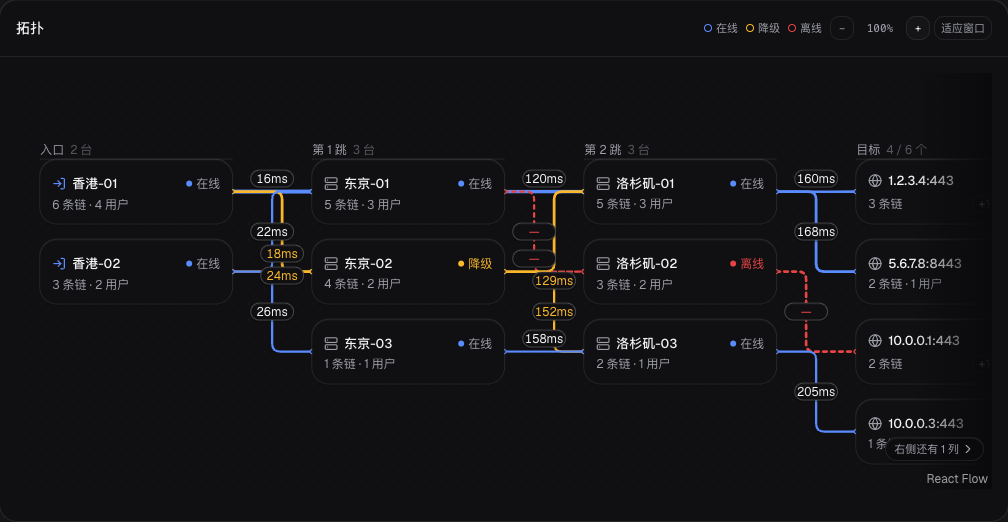 拓扑
在线 降级 离线 − 100% + 适应窗口
入口 2 台
香港-01 在线
6 条链 · 4 用户
香港-02 在线
3 条链 · 2 用户
16ms
22ms
18ms
24ms
26ms
第 1 跳 3 台
东京-01 在线
5 条链 · 3 用户
东京-02 降级
4 条链 · 2 用户
东京-03 在线
1 条链 · 1 用户
120ms
—
—
129ms
152ms
158ms
第 2 跳 3 台
洛杉矶-01 在线
5 条链 · 3 用户
洛杉矶-02 离线
3 条链 · 2 用户
洛杉矶-03 在线
2 条链 · 1 用户
160ms
168ms
—
205ms
目标 4 / 6 个
1.2.3.4:443
3 条链
5.6.7.8:8443
2 条链 · 1 用户
10.0.0.1:443
2 条链
10.0.0.3:443
1 条
右侧还有 1 列
React Flow